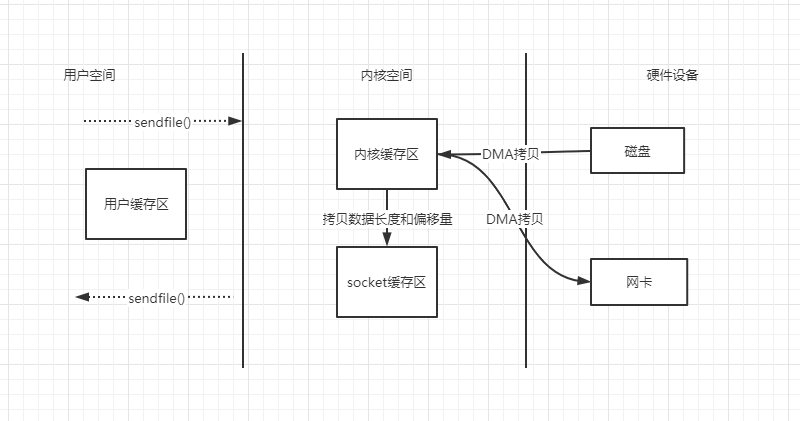 用户空间
内核空间
硬件设备
sendfile()
内核缓存区
DMA拷贝
磁盘
用户缓存区
拷贝数据长度和偏移量
DMA拷贝
socket缓存区
网卡
sendfile()